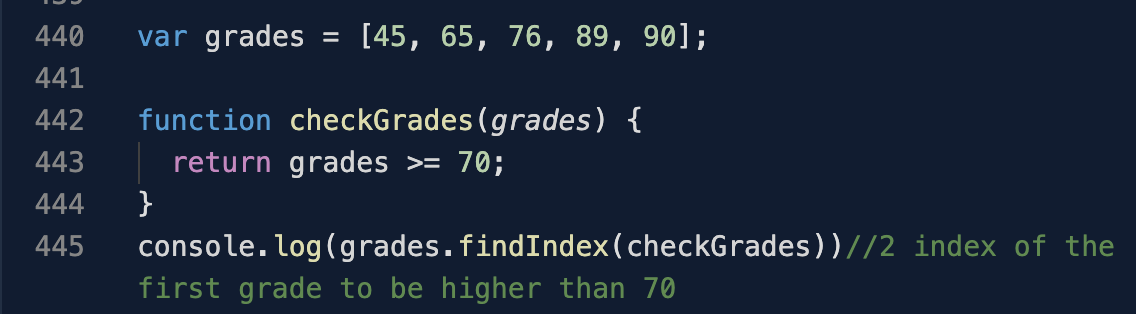 439
440 var grades = [45, 65, 76, 89, 90];
441
442 function checkGrades(grades) {
443 return grades >= 70;
444 }
445 console.log(grades.findIndex(checkGrades))//2 index of the
first grade to be higher than 70